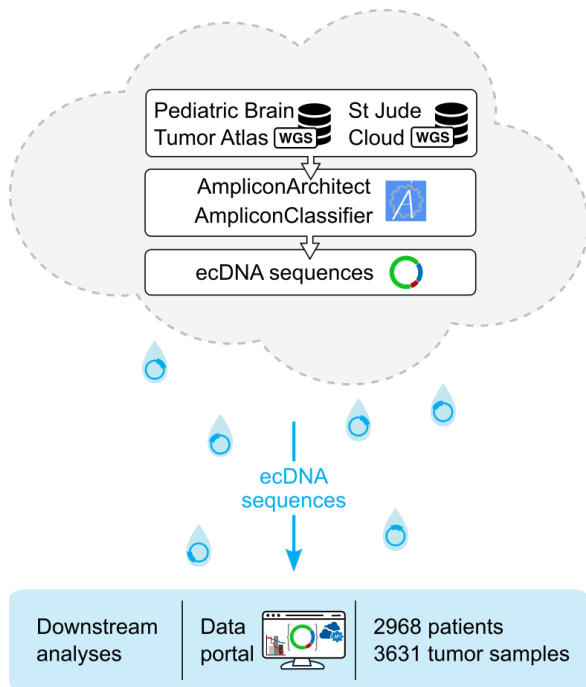 Pediatric Brain
Tumor Atlas WGS
St Jude
Cloud WGS
AmpliconArchitect
AmpliconClassifier
A
ecDNA sequences
ecDNA
sequences
Downstream
analyses
Data
portal
2968 patients
3631 tumor samples